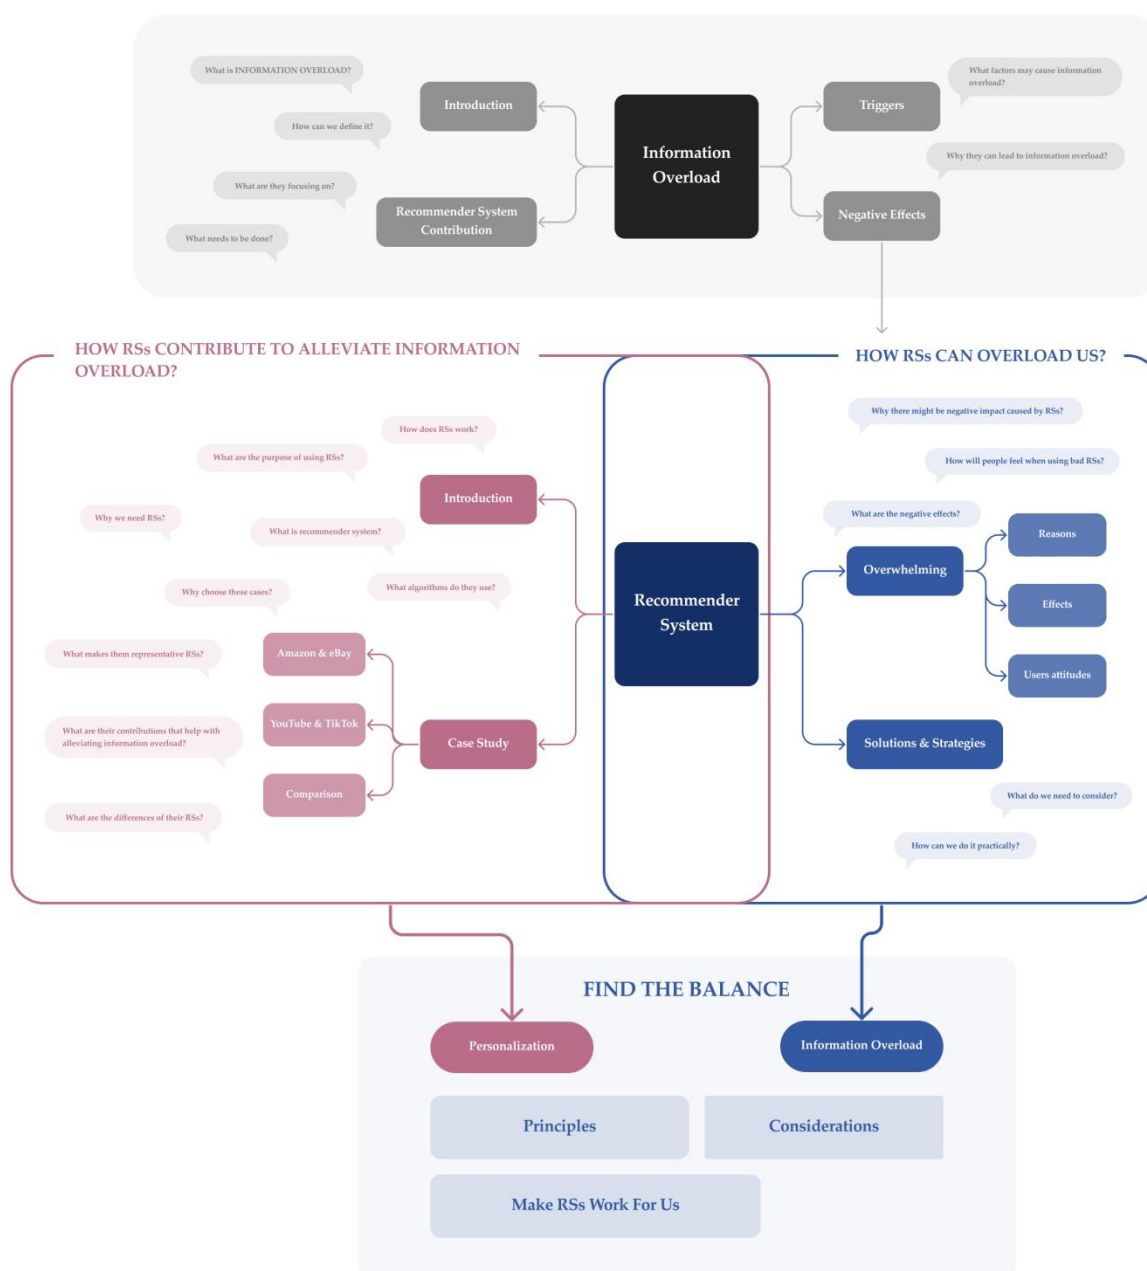 What is INFORMATION OVERLOAD?
How can we define it?
What are they focusing on?
What needs to be done?
Introduction
Recommender System
Contribution
Information
Overload
Triggers
Negative Effects
What factors may cause information
overload?
Why they can lead to information overload?
HOW RSs CONTRIBUTE TO ALLEVIATE INFORMATION
OVERLOAD?
How does RSs work?
What are the purpose of using RSs?
Introduction
Why we need RSs?
What is recommender system?
Why choose these cases?
What algorithms do they use?
What makes them representative RSs?
Amazon & eBay
What are their contributions that help with
alleviating information overload?
YouTube & TikTok
Case Study
Comparison
What are the differences of their RSs?
Recommender
System
HOW RSs CAN OVERLOAD US?
Why there might be negative impact caused by RSs?
How will people feel when using bad RSs?
What are the negative effects?
Reasons
Overwhelming
Effects
Users attitudes
Solutions & Strategies
What do we need to consider?
How can we do it practically?
FIND THE BALANCE
Personalization
Information Overload
Principles
Considerations
Make RSs Work For Us